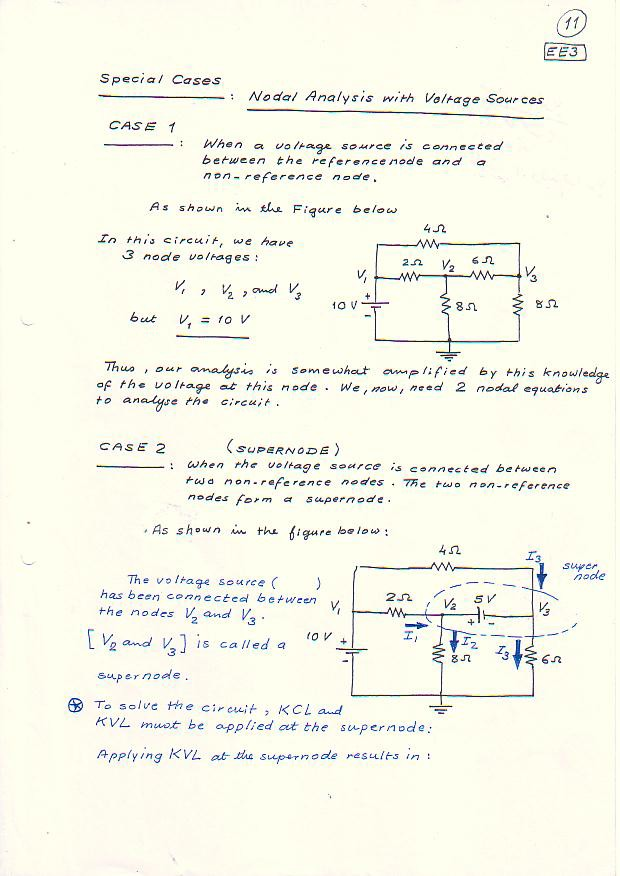 11
EE3
Special Cases
: Nodal Analysis with Voltage Sources
CASE 1
: When a voltage source is connected
between the reference node and a
non-reference node.
As shown in the Figure below
In this circuit, we have
3 node voltages:
V1 , V2 , and V3
but V1 = 10 V
4Ω
2Ω V2 6Ω
V1 V3
10 V + - 8Ω 8Ω
Thus, our analysis is somewhat amplified by this knowledge
of the voltage at this node. We, now, need 2 nodal equations
to analyse the circuit.
CASE 2 (SUPERNODE)
: When the voltage source is connected between
two non-reference nodes. The two non-reference
nodes form a supernode.
As shown in the figure below:
The voltage source ( )
has been connected between
the nodes V2 and V3.
[V2 and V3] is called a
supernode.
4Ω I3 super
node
2Ω V2 5V
V1 + - V3
10 V + - I1 I2 I3
8Ω 6Ω
⊛ To solve the circuit, KCL and
KVL must be applied at the supernode:
Applying KVL at the supernode results in: